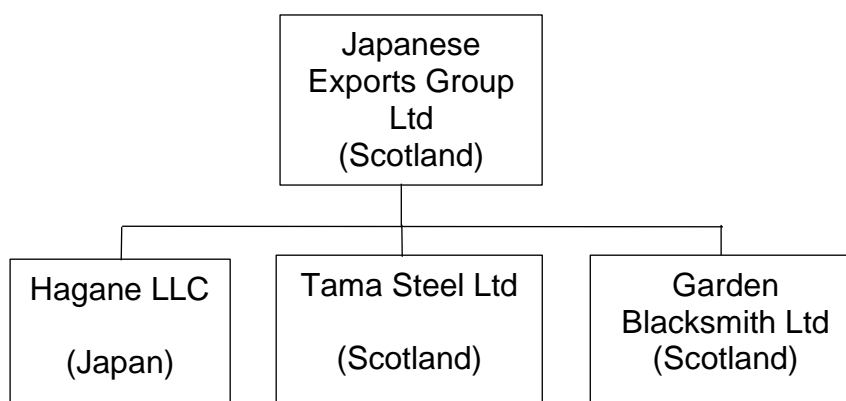 Japanese
Exports Group
Ltd
(Scotland)
Hagane LLC
(Japan)
Tama Steel Ltd
(Scotland)
Garden
Blacksmith Ltd
(Scotland)